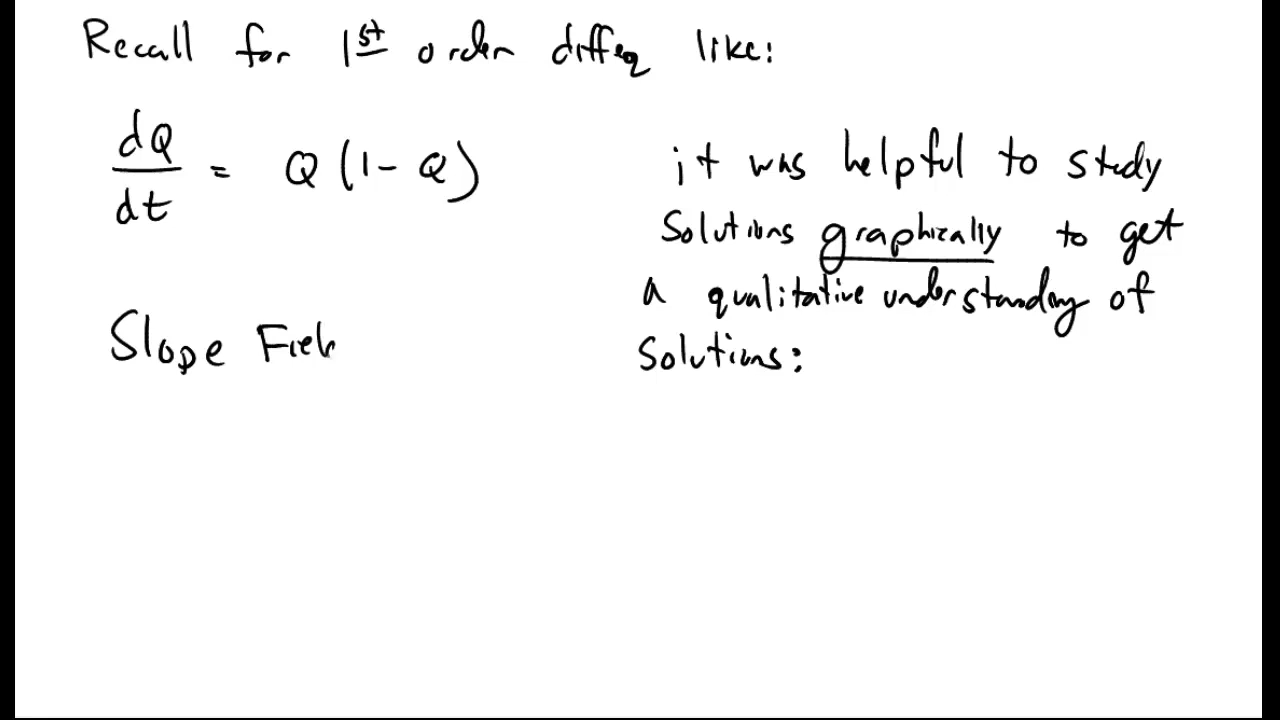 Recall for 1st order diffeq like:
dQ/dt = Q(1-Q)
it was helpful to study
solutions graphically to get
a qualitative understanding of
solutions:
Slope Fiel